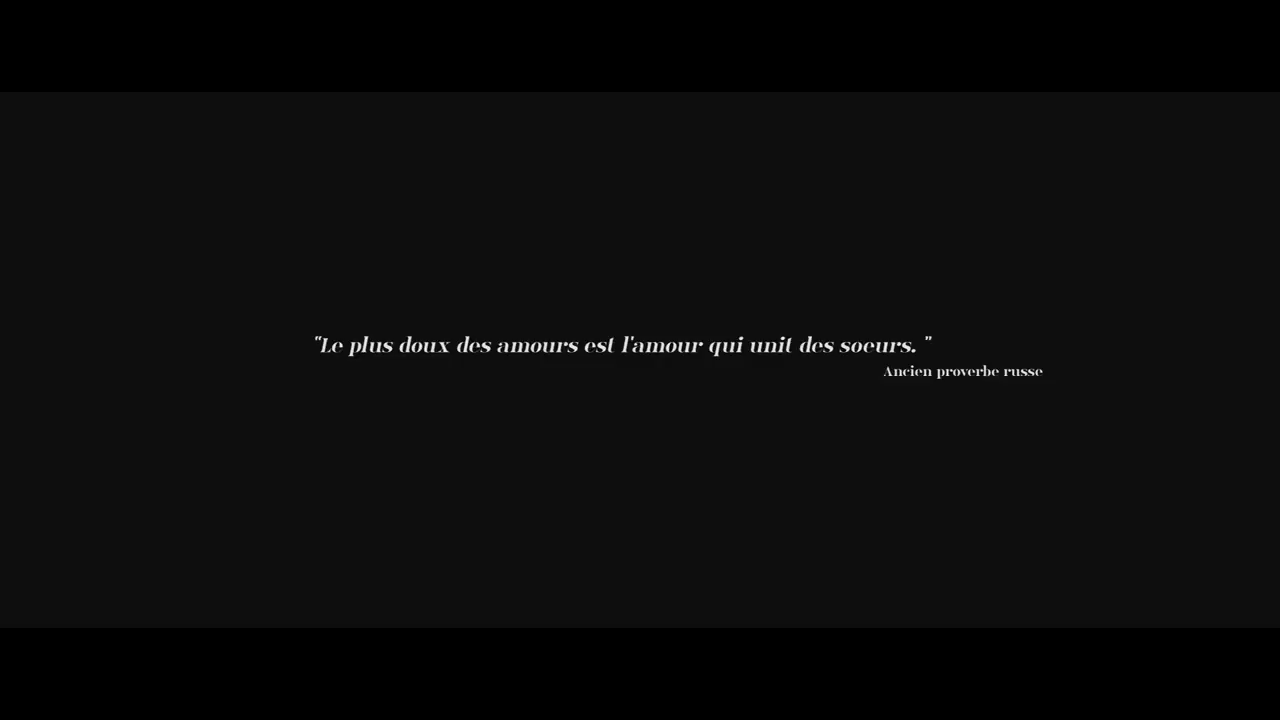 "Le plus doux des amours est l'amour qui unit des soeurs. "
Ancien proverbe russe